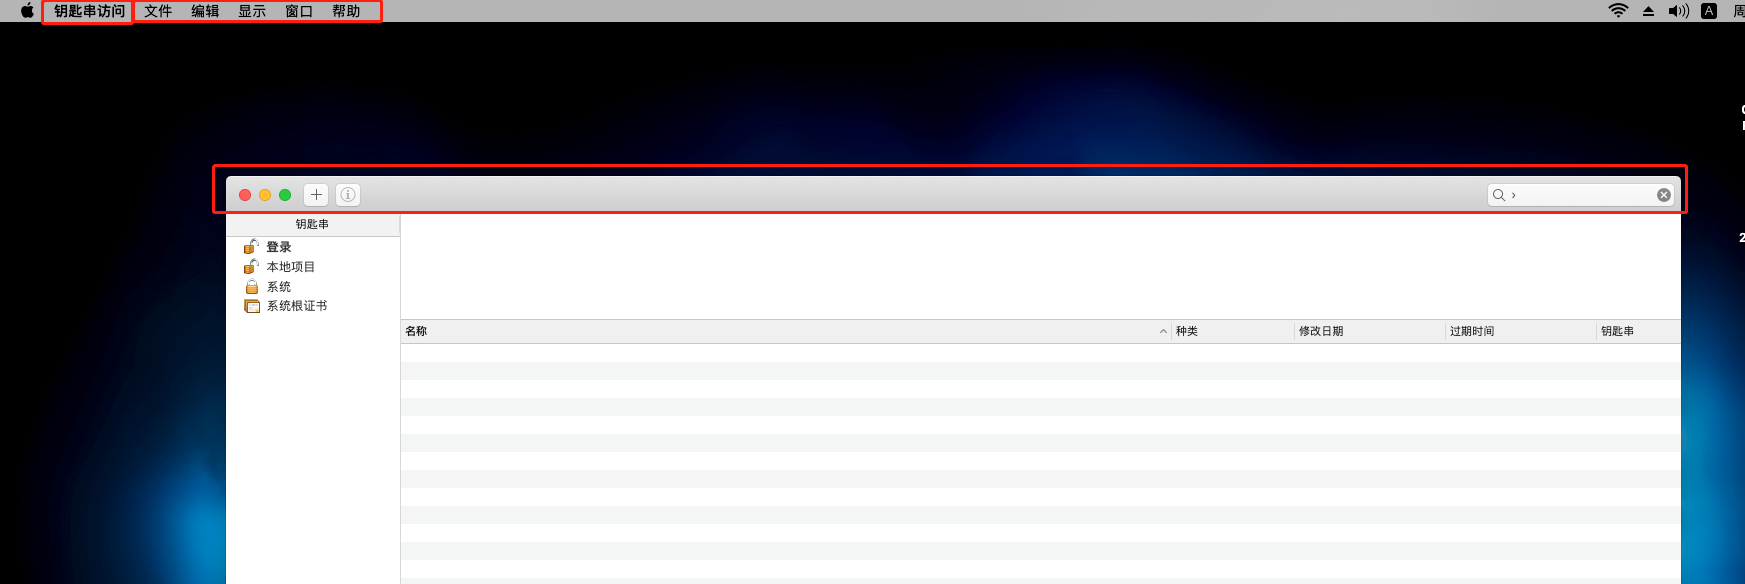 钥匙串访问 文件 编辑 显示 窗口 帮助 A 周
›
钥匙串
登录
本地项目
系统
系统根证书
名称 种类 修改日期 过期时间 钥匙串
2